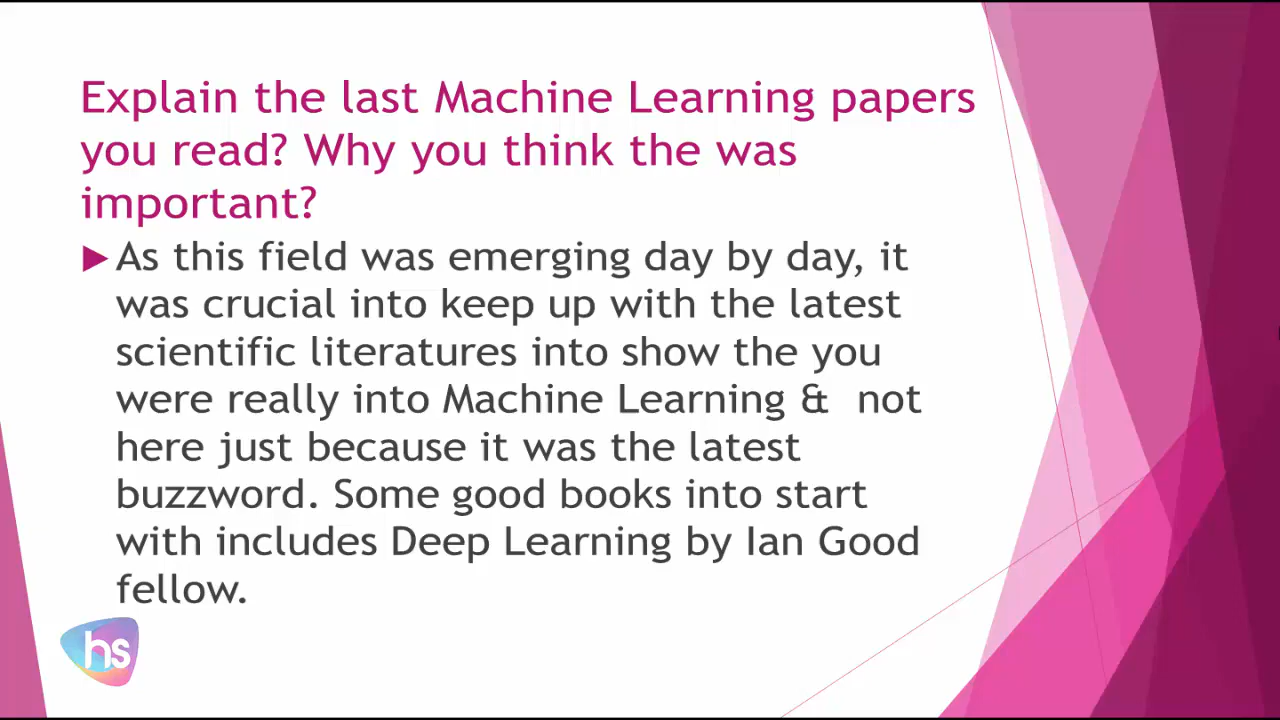 Explain the last Machine Learning papers
you read? Why you think the was
important?
As this field was emerging day by day, it
was crucial into keep up with the latest
scientific literatures into show the you
were really into Machine Learning & not
here just because it was the latest
buzzword. Some good books into start
with includes Deep Learning by Ian Good
fellow.
hs